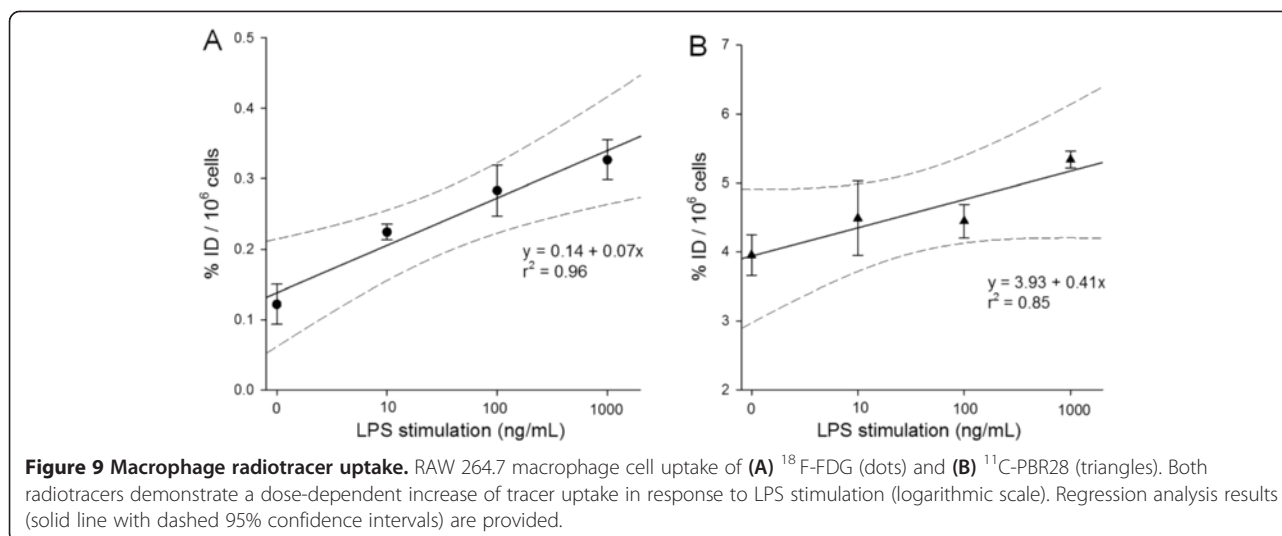 A
0.5
0.4
0.3
0.2
0.1
0.0
% ID / 10⁶ cells
y = 0.14 + 0.07x
r² = 0.96
0 10 100 1000
LPS stimulation (ng/mL)
B
7
6
5
4
3
2
% ID / 10⁶ cells
y = 3.93 + 0.41x
r² = 0.85
0 10 100 1000
LPS stimulation (ng/mL)
Figure 9 Macrophage radiotracer uptake. RAW 264.7 macrophage cell uptake of (A) ¹⁸ F-FDG (dots) and (B) ¹¹C-PBR28 (triangles). Both
radiotracers demonstrate a dose-dependent increase of tracer uptake in response to LPS stimulation (logarithmic scale). Regression analysis results
(solid line with dashed 95% confidence intervals) are provided.